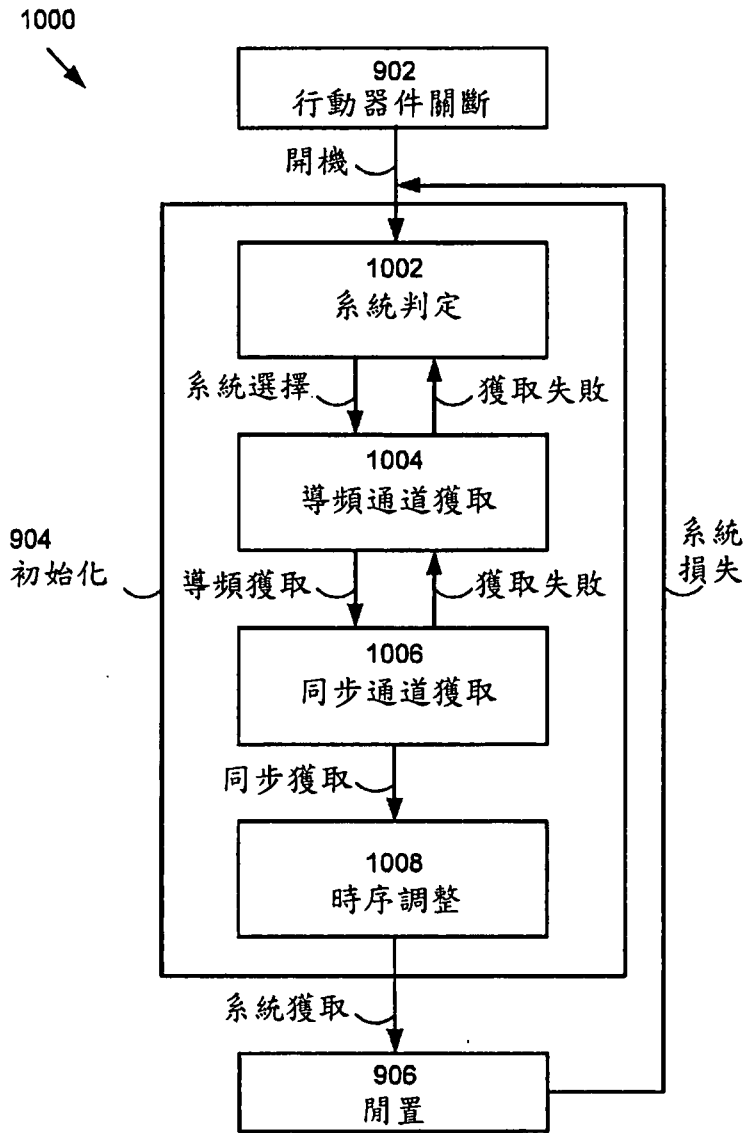 1000
902
行動器件關斷
開機
1002
系統判定
系統選擇
獲取失敗
1004
導頻通道獲取
904
初始化
導頻獲取
獲取失敗
系統
損失
1006
同步通道獲取
同步獲取
1008
時序調整
系統獲取
906
閒置